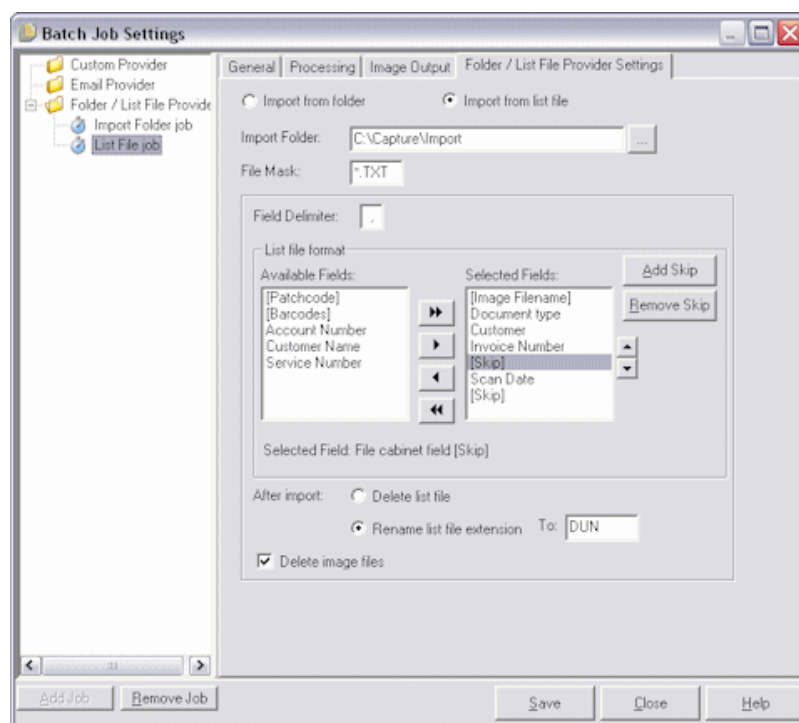 Batch Job Settings
Custom Provider
Email Provider
Folder / List File Provide
Import Folder job
List File job
General Processing Image Output Folder / List File Provider Settings
Import from folder Import from list file
Import Folder: C:\Capture\Import ...
File Mask: *.TXT
Field Delimiter: ,
List file format
Available Fields:
[Patchcode]
[Barcodes]
Account Number
Customer Name
Service Number
Selected Fields:
[Image Filename]
Document type
Customer
Invoice Number
[Skip]
Scan Date
[Skip]
Add Skip
Remove Skip
Selected Field: File cabinet field [Skip]
After import: Delete list file
Rename list file extension To: DUN
Delete image files
Add Job Remove Job
Save Close Help